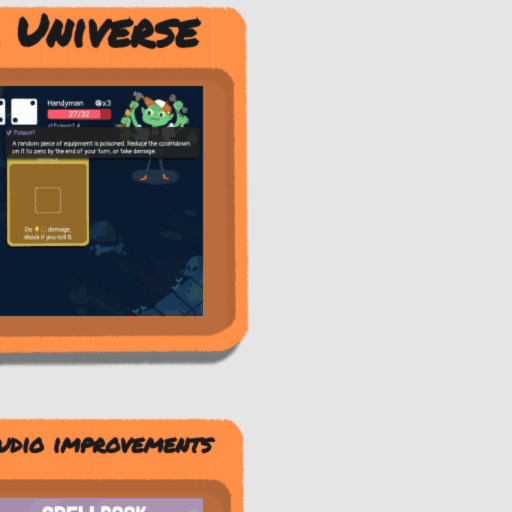 UNIVERSE
Handyman x3
27/32
Poison?
A random piece of equipment is poisoned. Reduce the countdown
on it to zero by the end of your turn, or take damage.
Do damage,
shock if you roll 6
UDIO IMPROVEMENTS
SPELLBOOK